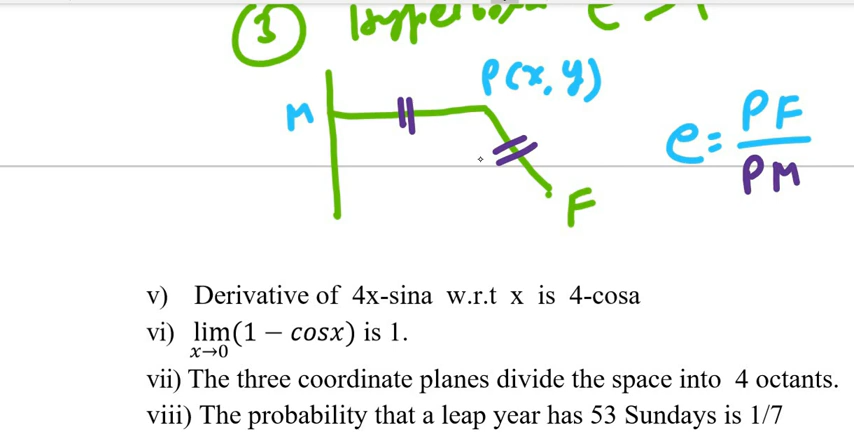 ③ Hyperbola e > 1
P(x, y)
M
e = PF/PM
F
v) Derivative of 4x-sina w.r.t x is 4-cosa
vi) lim(1 − cosx) is 1.
x→0
vii) The three coordinate planes divide the space into 4 octants.
viii) The probability that a leap year has 53 Sundays is 1/7